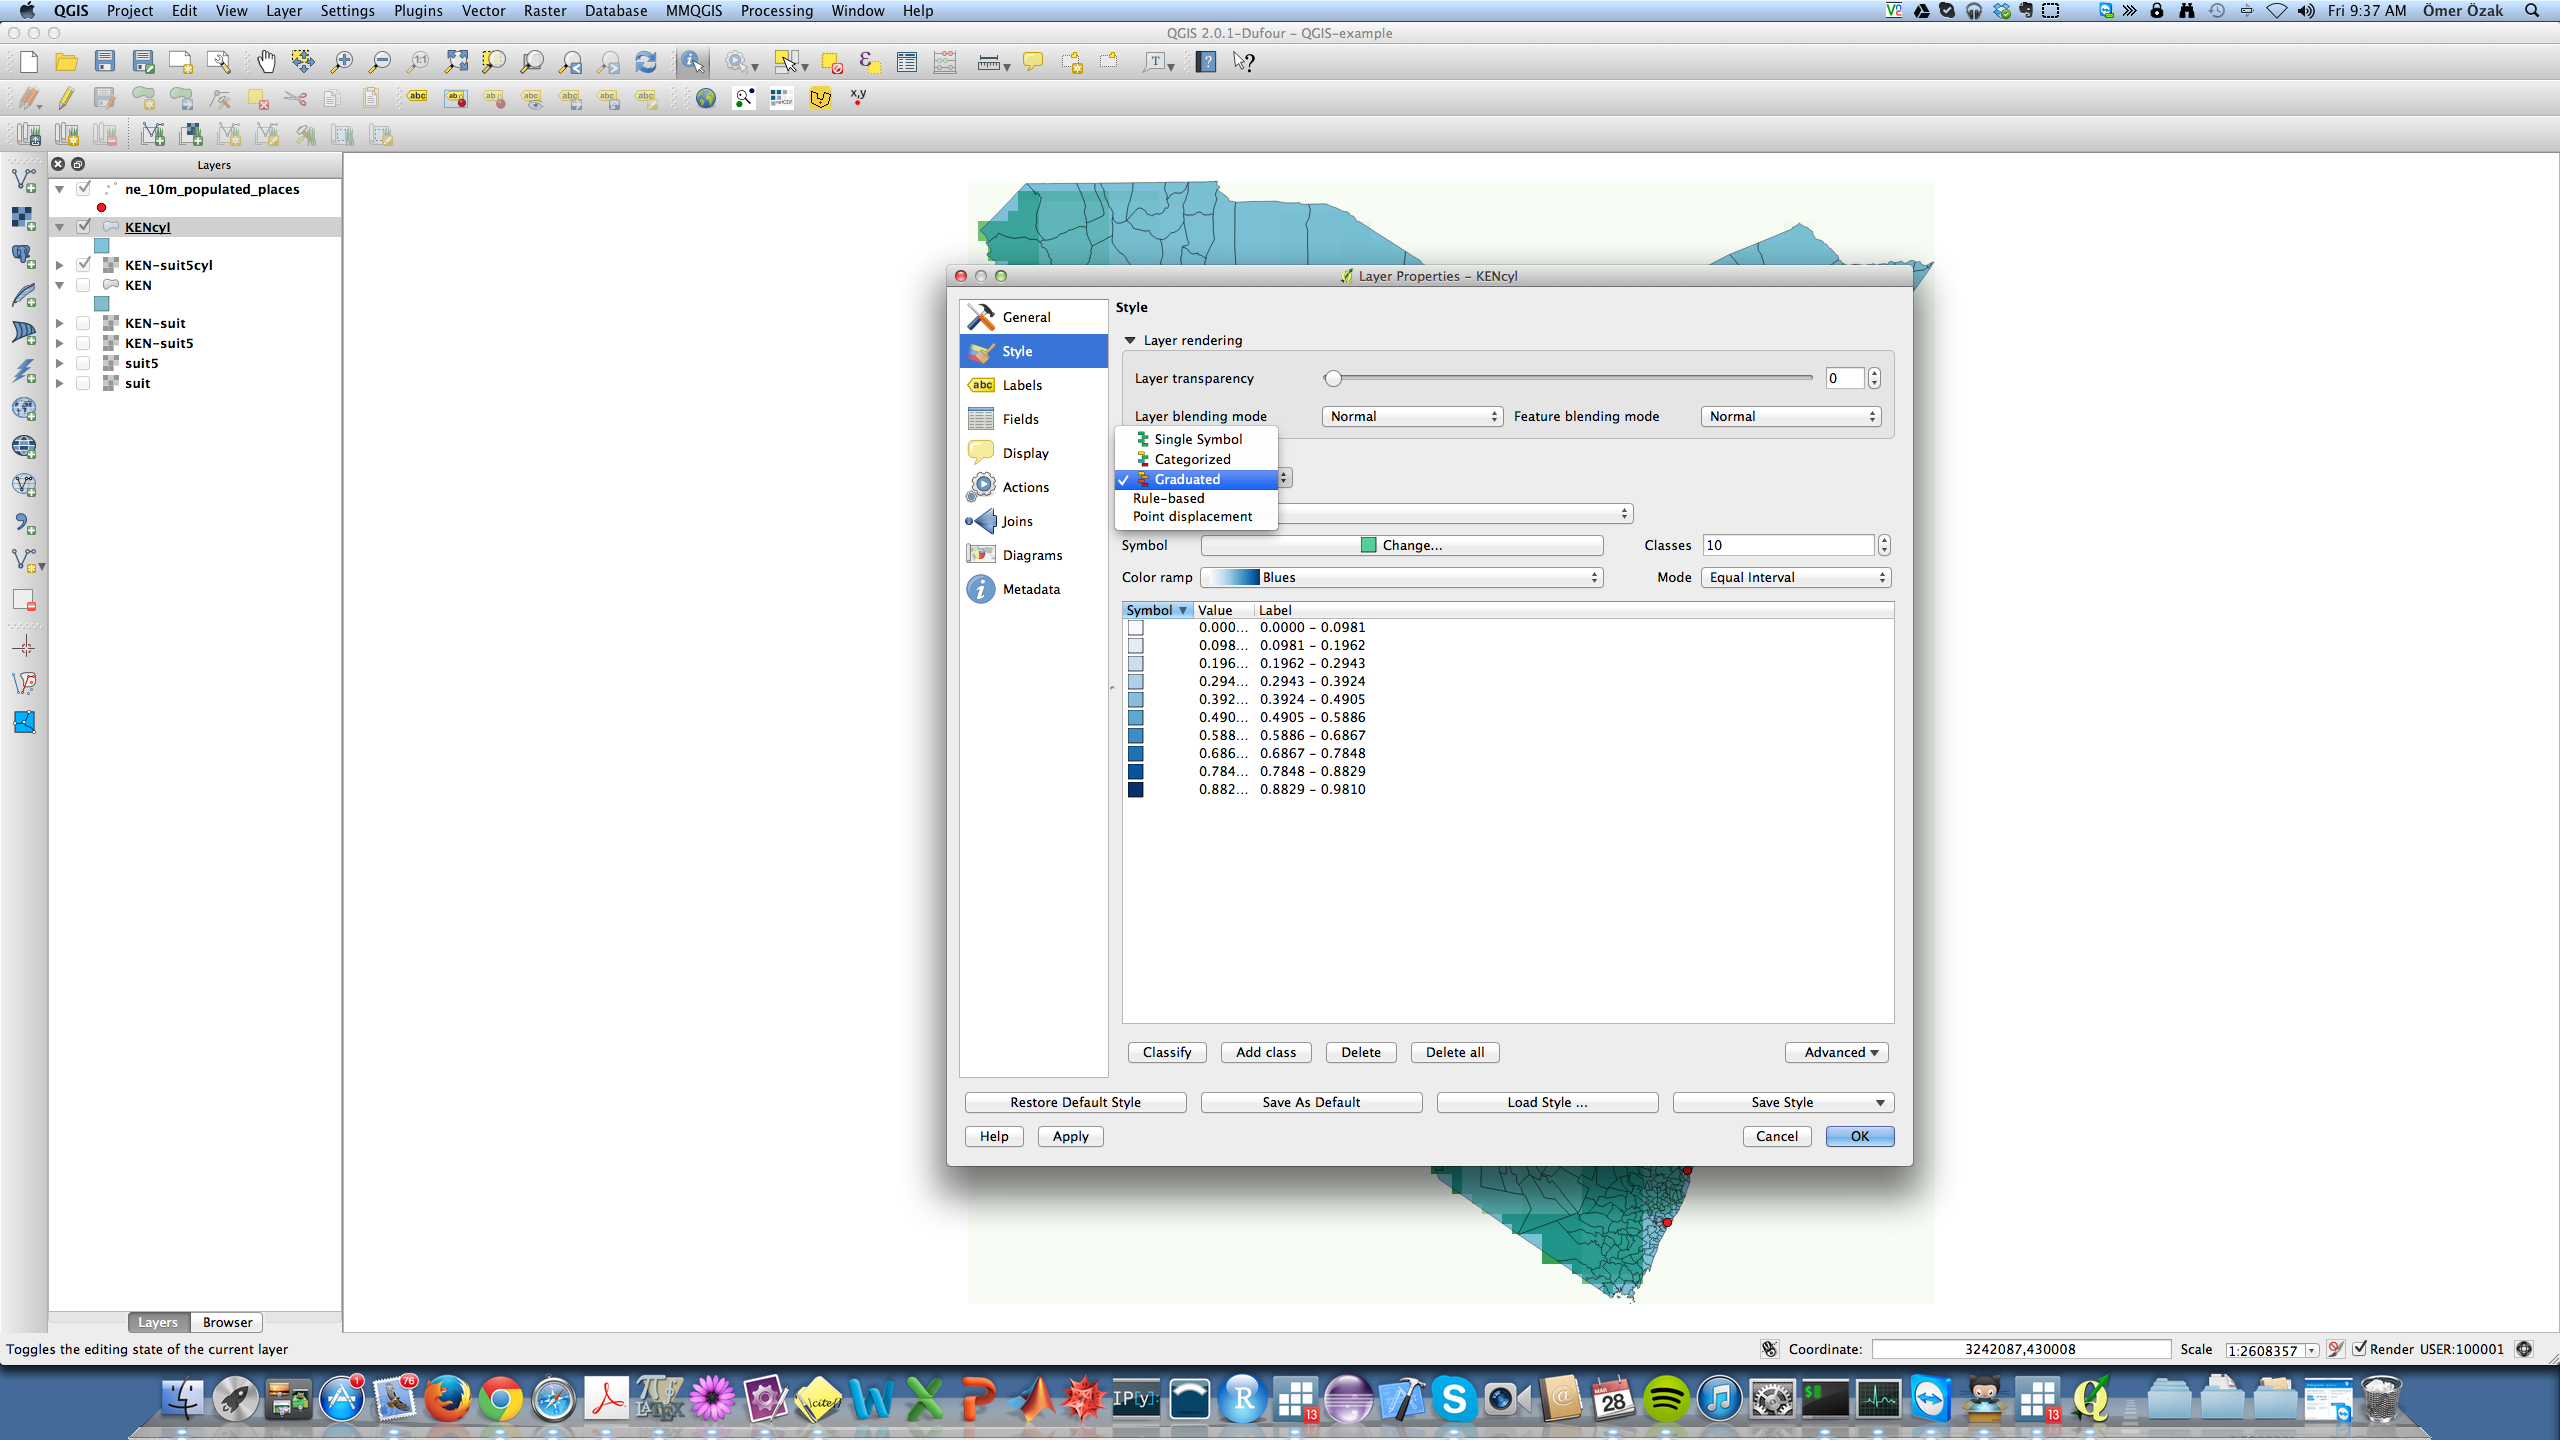 QGIS Project Edit View Layer Settings Plugins Vector Raster Database MMQGIS Processing Window Help
Fri 9:37 AM Ömer Özak
QGIS 2.0.1-Dufour – QGIS-example
Layers
ne_10m_populated_places
KENcyl
KEN-suit5cyl
KEN
KEN-suit
KEN-suit5
suit5
suit
Layer Properties – KENcyl
General
Style
Labels
Fields
Display
Actions
Joins
Diagrams
Metadata
Style
Layer rendering
Layer transparency 0
Layer blending mode Normal Feature blending mode Normal
Single Symbol
Categorized
Graduated
Rule-based
Point displacement
Symbol Change... Classes 10
Color ramp Blues Mode Equal Interval
Symbol Value Label
0.000... 0.0000 – 0.0981
0.098... 0.0981 – 0.1962
0.196... 0.1962 – 0.2943
0.294... 0.2943 – 0.3924
0.392... 0.3924 – 0.4905
0.490... 0.4905 – 0.5886
0.588... 0.5886 – 0.6867
0.686... 0.6867 – 0.7848
0.784... 0.7848 – 0.8829
0.882... 0.8829 – 0.9810
Classify Add class Delete Delete all Advanced
Restore Default Style Save As Default Load Style ... Save Style
Help Apply Cancel OK
Layers Browser
Toggles the editing state of the current layer
Coordinate: 3242087,430008 Scale 1:2608357 Render USER:100001